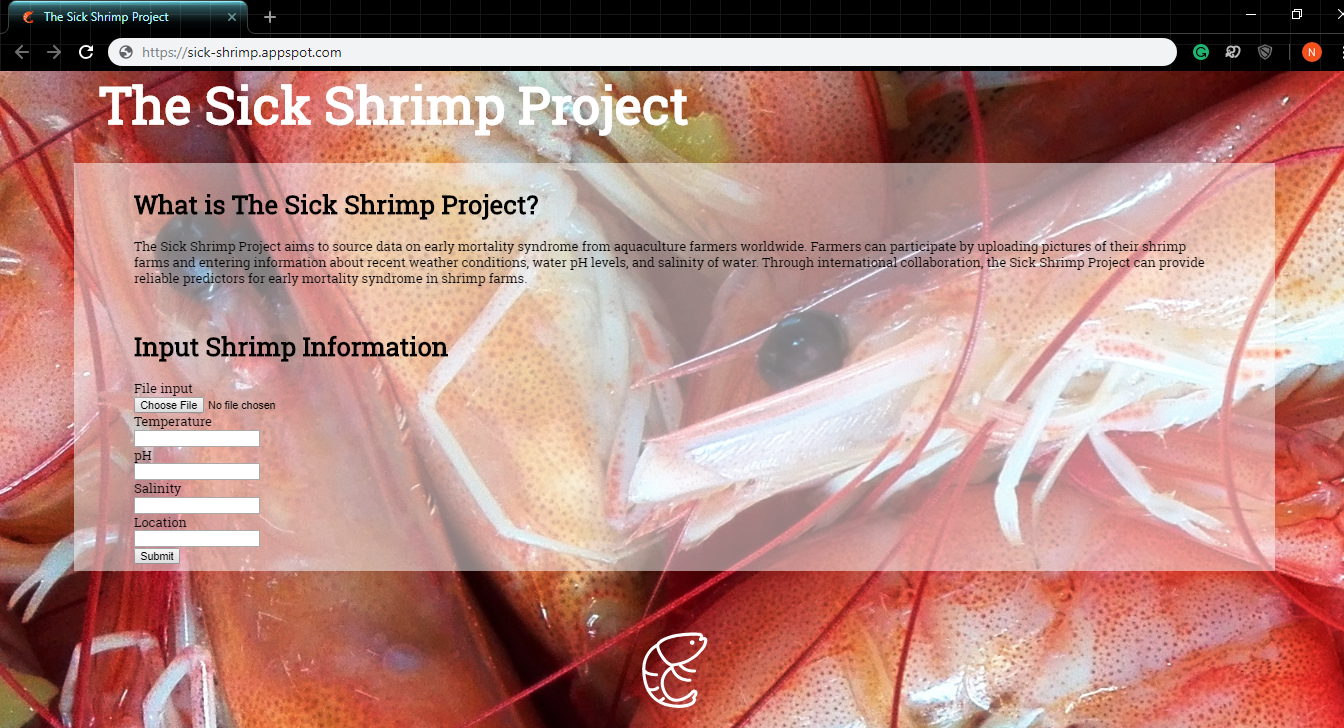 The Sick Shrimp Project
https://sick-shrimp.appspot.com
N
The Sick Shrimp Project
What is The Sick Shrimp Project?
The Sick Shrimp Project aims to source data on early mortality syndrome from aquaculture farmers worldwide. Farmers can participate by uploading pictures of their shrimp
farms and entering information about recent weather conditions, water pH levels, and salinity of water. Through international collaboration, the Sick Shrimp Project can provide
reliable predictors for early mortality syndrome in shrimp farms.
Input Shrimp Information
File input
Choose File No file chosen
Temperature
pH
Salinity
Location
Submit